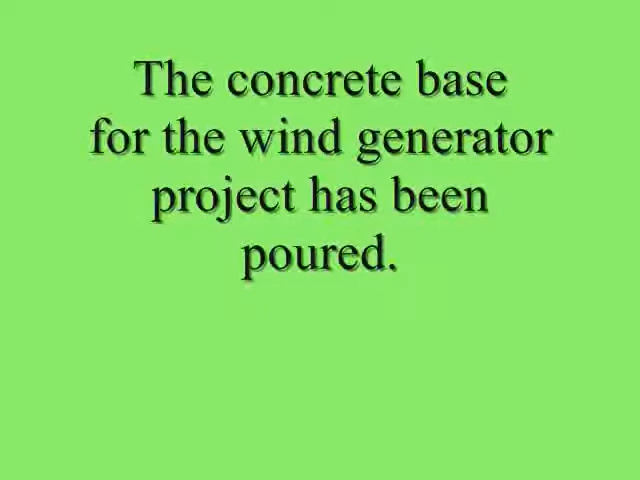 The concrete base
for the wind generator
project has been
poured.